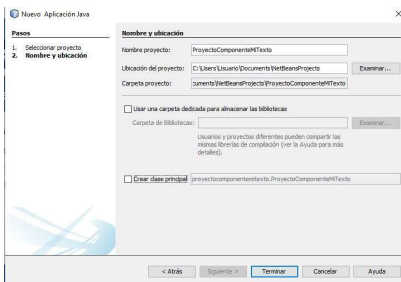 Nuevo Aplicación Java
Pasos
1. Seleccionar proyecto
2. Nombre y ubicación
Nombre y ubicación
Nombre proyecto: ProyectoComponenteMiTexto
Ubicación del proyecto: C:\Users\Usuario\Documents\NetBeansProjects Examinar...
Carpeta proyecto: :uments\NetBeansProjects\ProyectoComponenteMiTexto
Usar una carpeta dedicada para almacenar las bibliotecas
Carpeta de Bibliotecas: Examinar...
Usuarios y proyectos diferentes pueden compartir las
mismas librerías de compilación (ver la Ayuda para más
detalles).
Crear clase principal proyectocomponentemitexto.ProyectoComponenteMiTexto
< Atrás Siguiente > Terminar Cancelar Ayuda